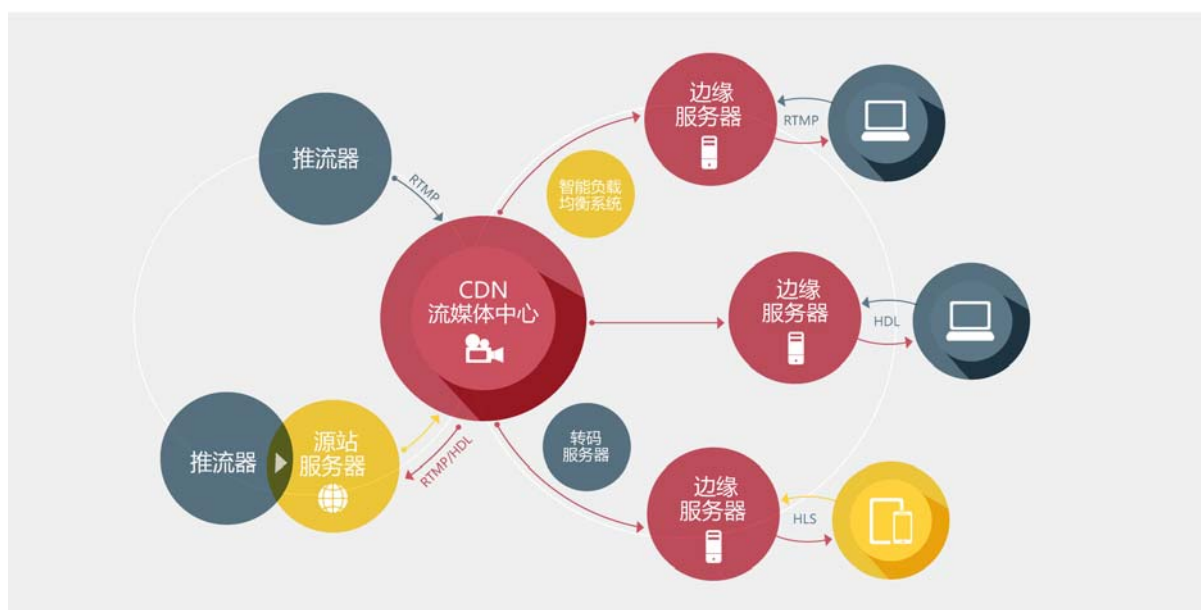 推流器
RTMP
CDN
流媒体中心
推流器
源站
服务器
RTMP/HDL
智能负载
均衡系统
转码
服务器
边缘
服务器
RTMP
边缘
服务器
HDL
边缘
服务器
HLS